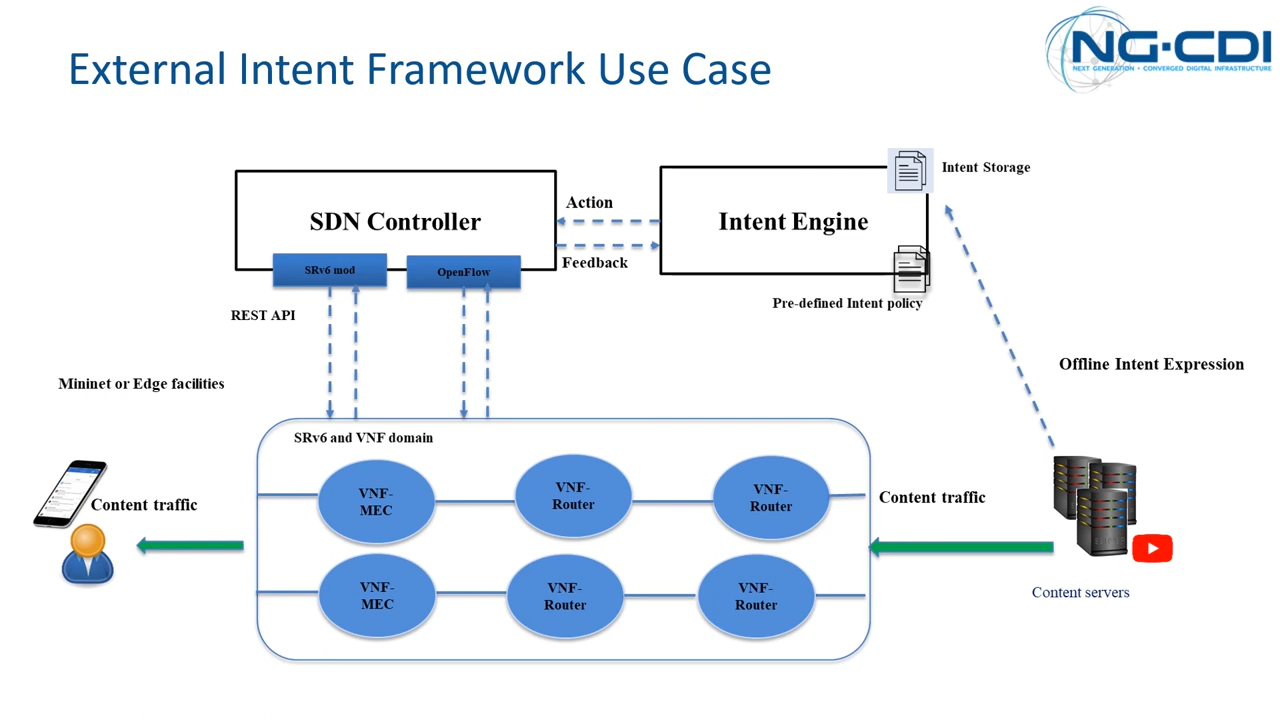 External Intent Framework Use Case
NG-CDI
NEXT GENERATION • CONVERGED DIGITAL INFRASTRUCTURE
Intent Storage
SDN Controller
Action
Feedback
Intent Engine
SRv6 mod
OpenFlow
Pre-defined Intent policy
REST API
Offline Intent Expression
Mininet or Edge facilities
SRv6 and VNF domain
Content traffic
VNF-
MEC
VNF-
Router
VNF-
Router
Content traffic
VNF-
MEC
VNF-
Router
VNF-
Router
Content servers